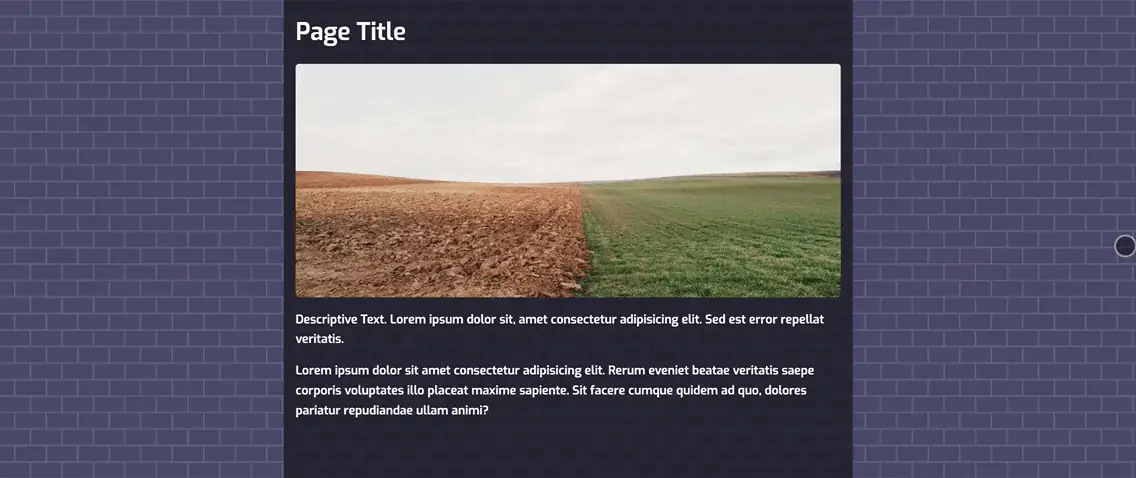 Page Title
Descriptive Text. Lorem ipsum dolor sit, amet consectetur adipisicing elit. Sed est error repellat
veritatis.
Lorem ipsum dolor sit amet consectetur adipisicing elit. Rerum eveniet beatae veritatis saepe
corporis voluptates illo placeat maxime sapiente. Sit facere cumque quidem ad quo, dolores
pariatur repudiandae ullam animi?